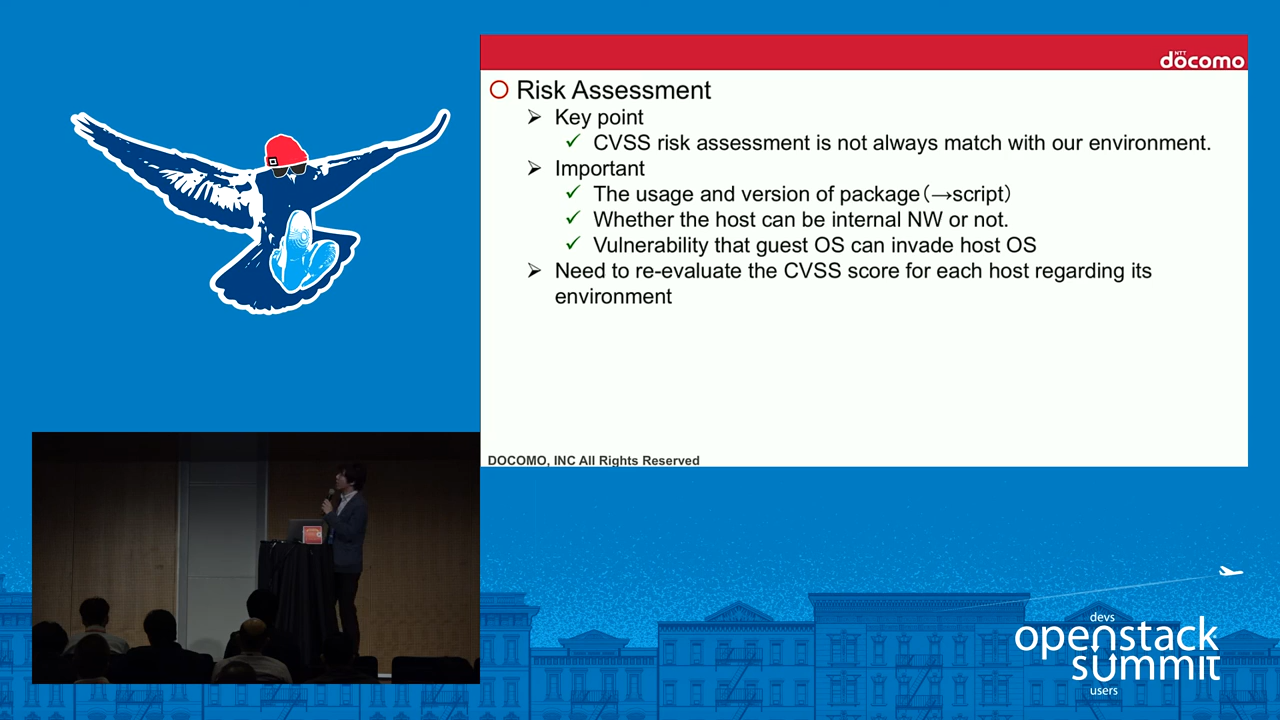 NTT
döcomo
Risk Assessment
Key point
CVSS risk assessment is not always match with our environment.
Important
The usage and version of package(→script)
Whether the host can be internal NW or not.
Vulnerability that guest OS can invade host OS
Need to re-evaluate the CVSS score for each host regarding its
environment
DOCOMO, INC All Rights Reserved
devs
openstack
summit
users